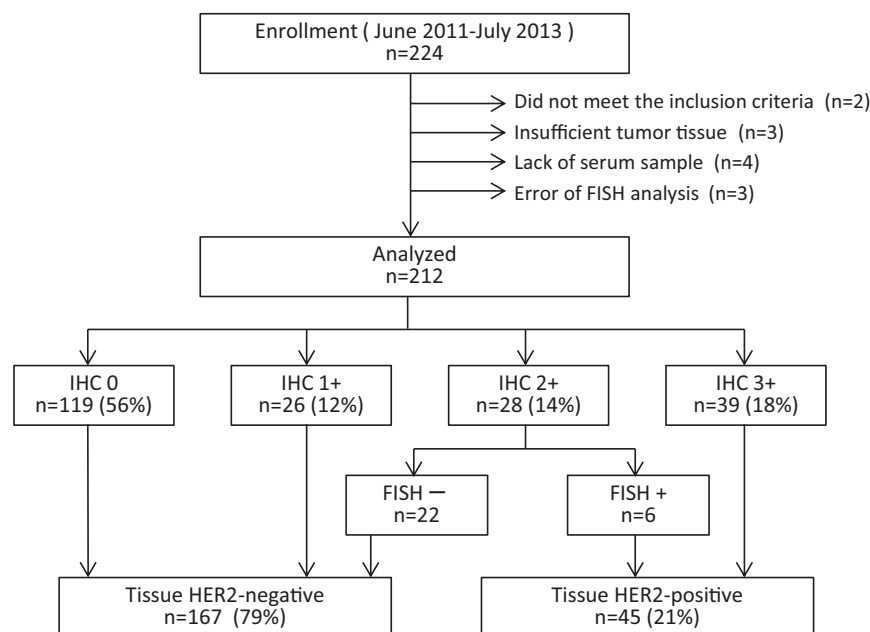 Enrollment ( June 2011-July 2013 )
n=224
Did not meet the inclusion criteria (n=2)
Insufficient tumor tissue (n=3)
Lack of serum sample (n=4)
Error of FISH analysis (n=3)
Analyzed
n=212
IHC 0
n=119 (56%)
IHC 1+
n=26 (12%)
IHC 2+
n=28 (14%)
IHC 3+
n=39 (18%)
FISH −
n=22
FISH +
n=6
Tissue HER2-negative
n=167 (79%)
Tissue HER2-positive
n=45 (21%)